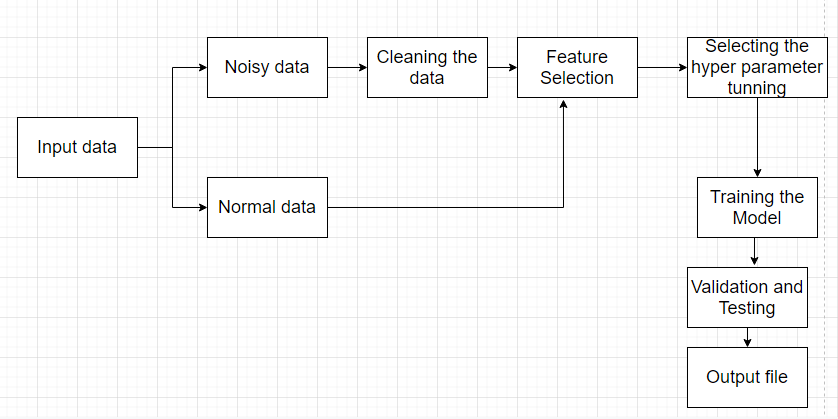 Input data
Noisy data
Cleaning the
data
Feature
Selection
Selecting the
hyper parameter
tunning
Normal data
Training the
Model
Validation and
Testing
Output file